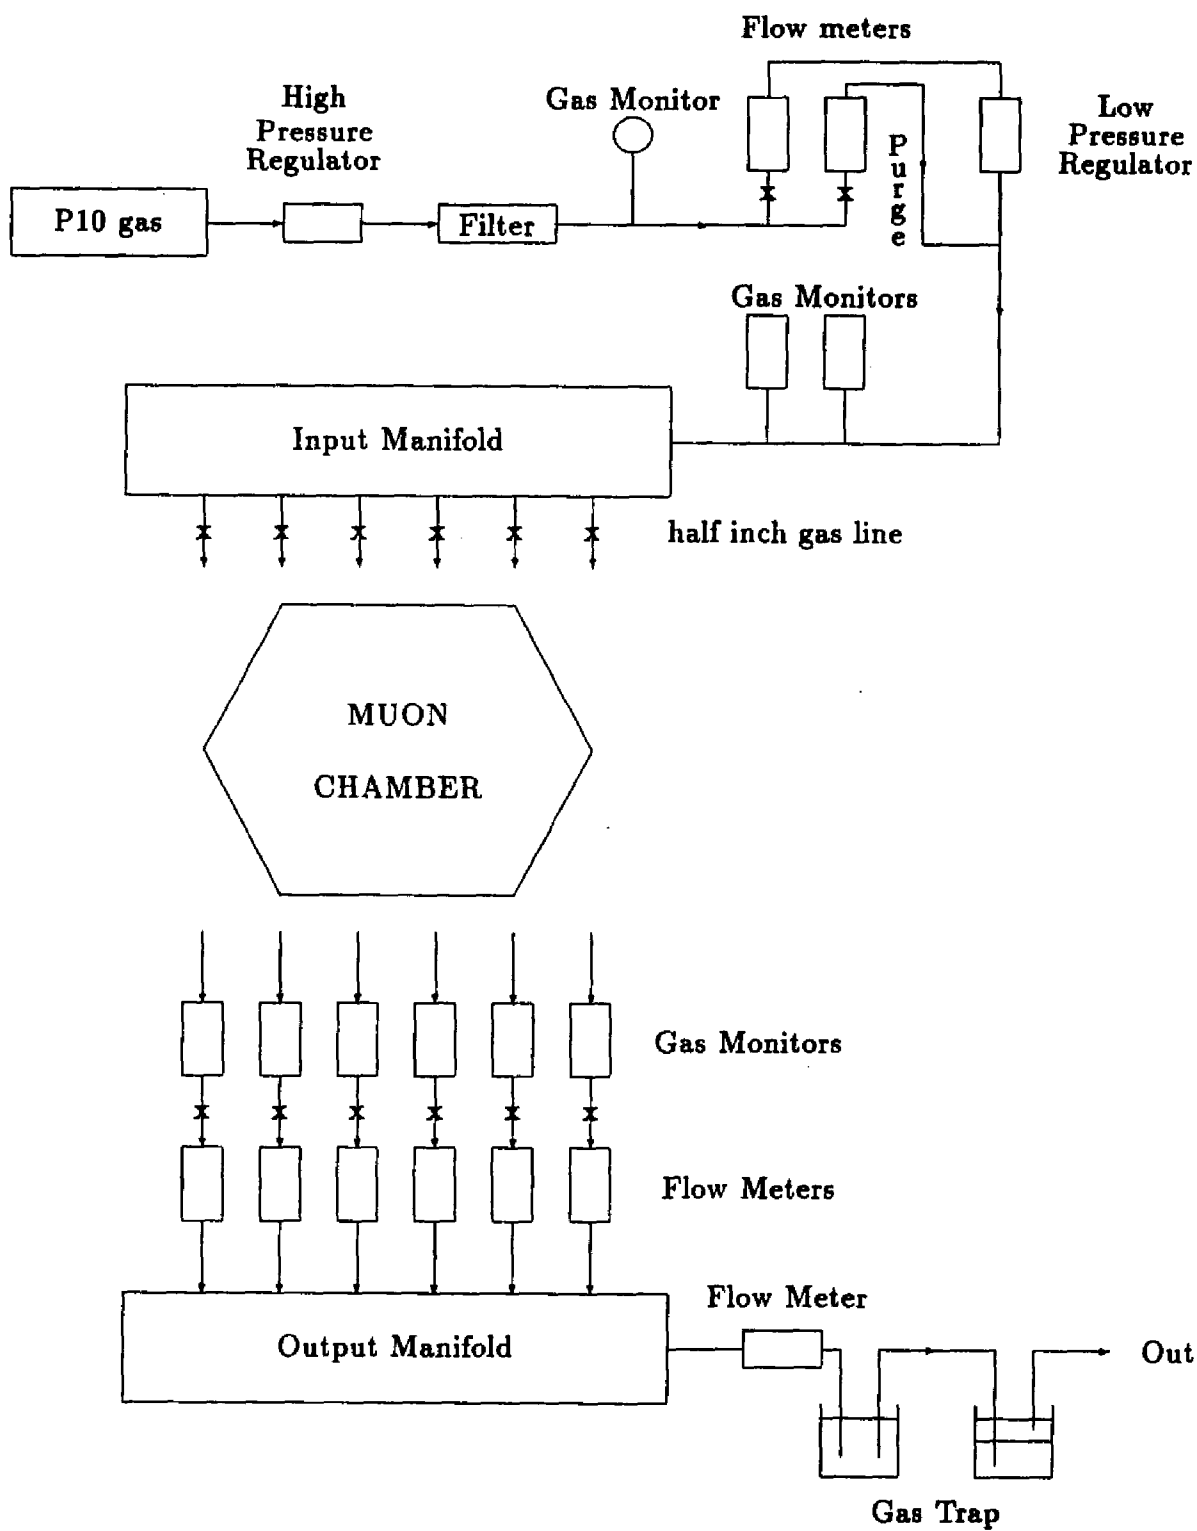 Flow meters
High
Pressure
Regulator
Gas Monitor
Low
Pressure
Regulator
Purge
P10 gas
Filter
Gas Monitors
Input Manifold
half inch gas line
MUON
CHAMBER
Gas Monitors
Flow Meters
Flow Meter
Output Manifold
Out
Gas Trap